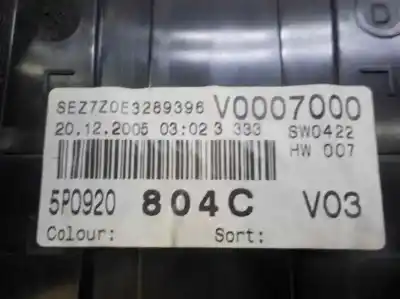 D
SEZ7Z0E3289396 V0007000
20.12.2005 03:02 3 333 SW0422
HW 007
5P0920 804C V03
Colour: Sort: